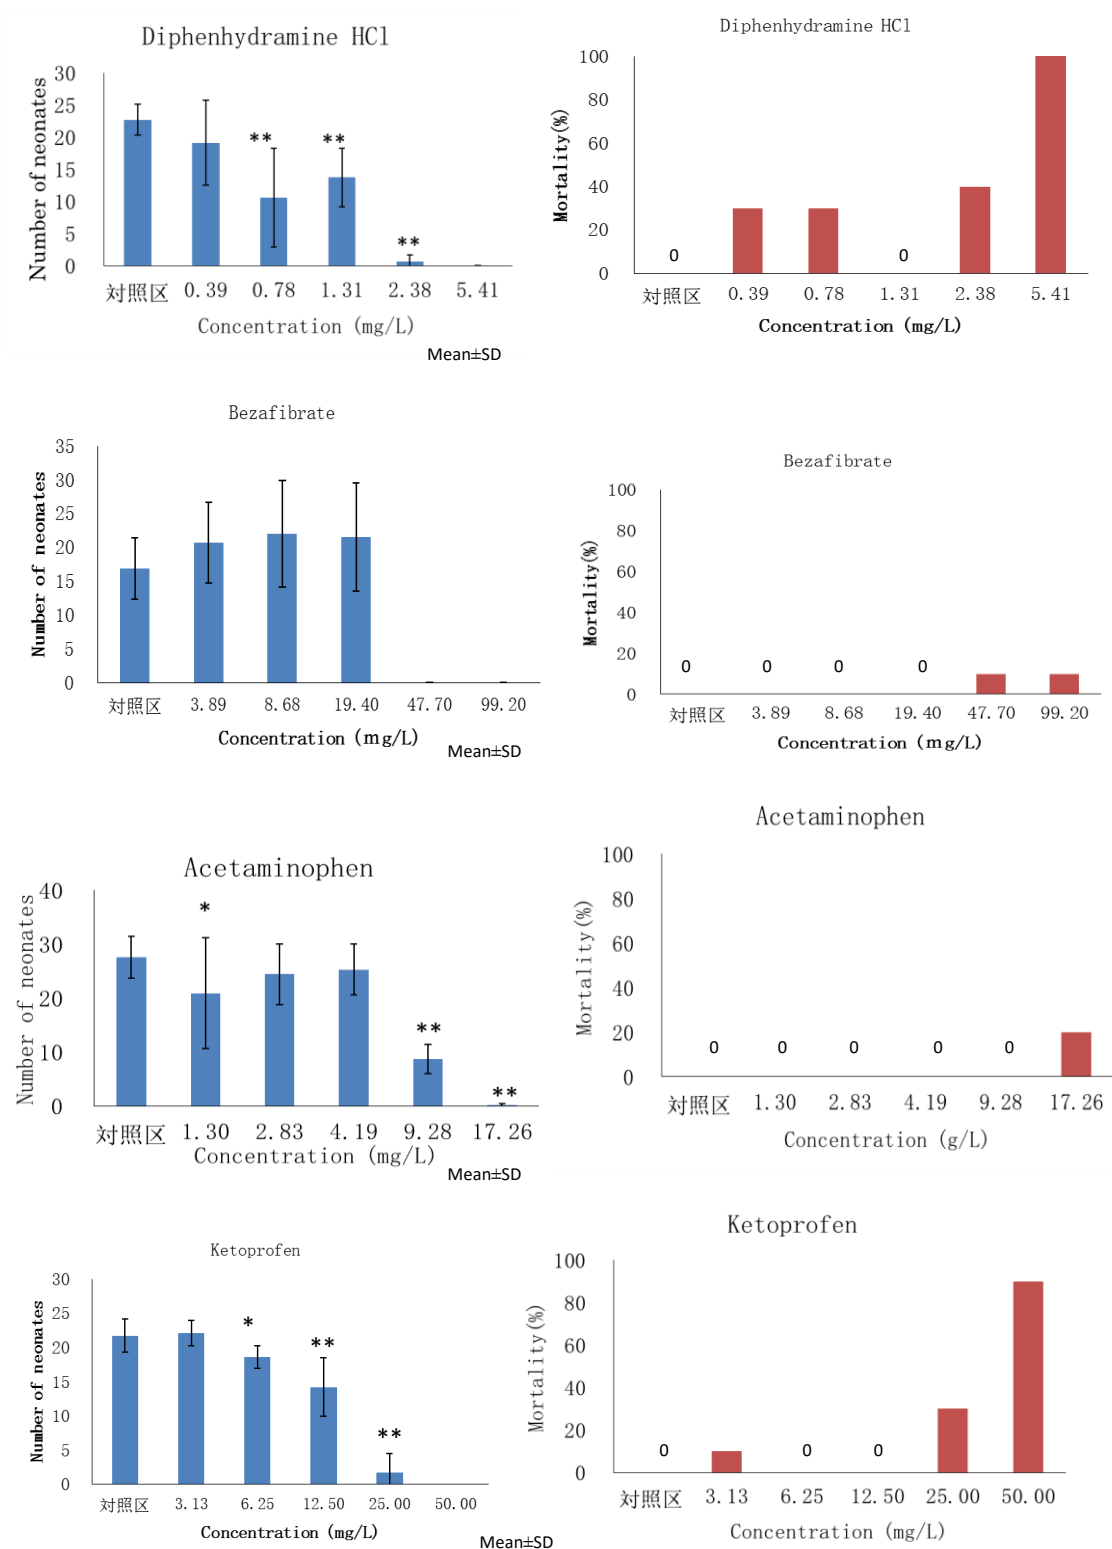 Diphenhydramine HCl
Number of neonates
30
25
20
15
10
5
0
**
**
**
対照区 0.39 0.78 1.31 2.38 5.41
Concentration (mg/L)
Mean±SD
Diphenhydramine HCl
Mortality(%)
100
80
60
40
20
0
0
0
対照区 0.39 0.78 1.31 2.38 5.41
Concentration (mg/L)
Bezafibrate
Number of neonates
35
30
25
20
15
10
5
0
対照区 3.89 8.68 19.40 47.70 99.20
Concentration (mg/L)
Mean±SD
Bezafibrate
Mortality(%)
100
80
60
40
20
0
0 0 0 0
対照区 3.89 8.68 19.40 47.70 99.20
Concentration (mg/L)
Acetaminophen
Number of neonates
40
30
20
10
0
*
**
**
対照区 1.30 2.83 4.19 9.28 17.26
Concentration (mg/L)
Mean±SD
Acetaminophen
Mortality(%)
100
80
60
40
20
0
0 0 0 0 0
対照区 1.30 2.83 4.19 9.28 17.26
Concentration (g/L)
Ketoprofen
Number of neonates
30
25
20
15
10
5
0
*
**
**
対照区 3.13 6.25 12.50 25.00 50.00
Concentration (mg/L)
Mean±SD
Ketoprofen
Mortality(%)
100
80
60
40
20
0
0 0 0
対照区 3.13 6.25 12.50 25.00 50.00
Concentration (mg/L)